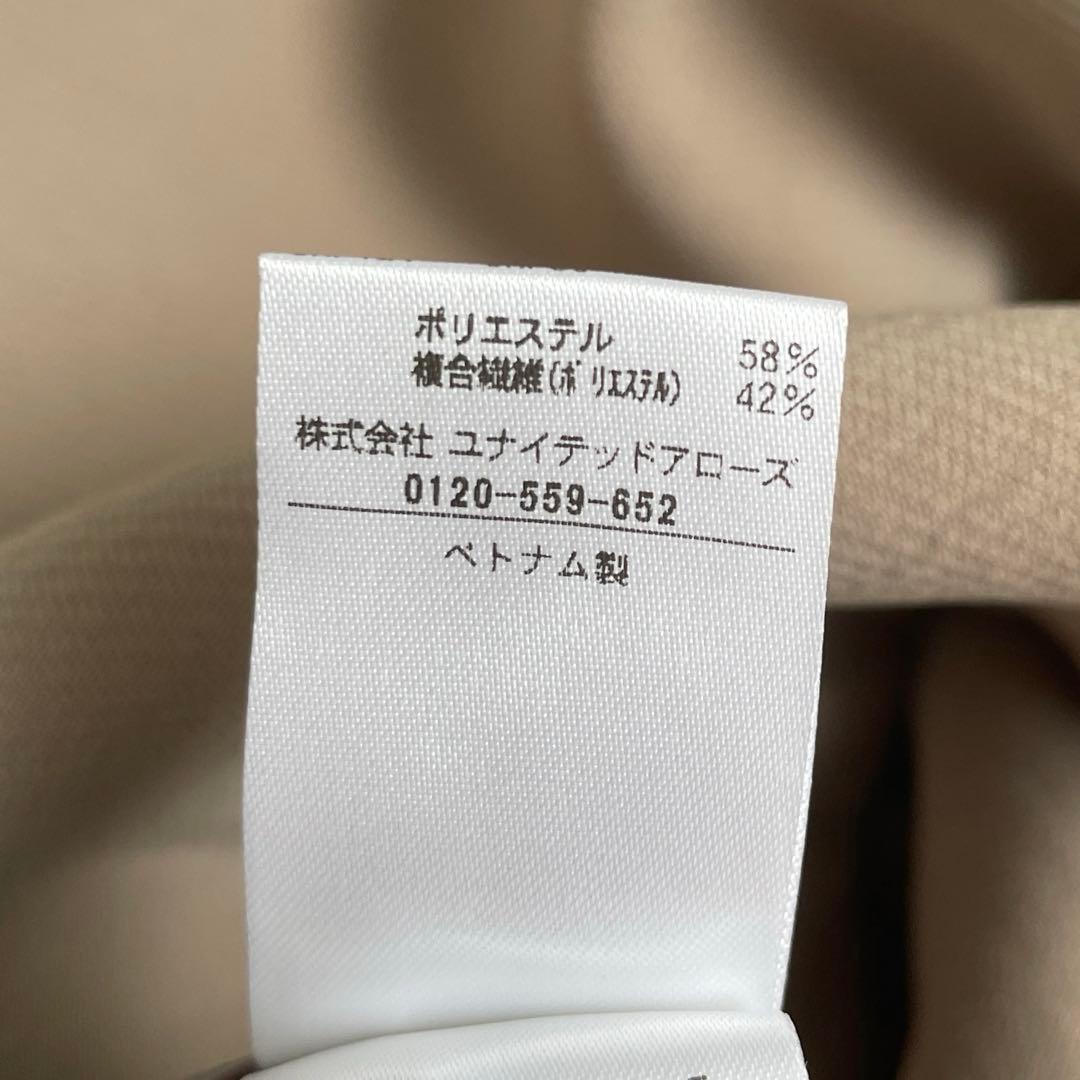 ポリエステル 58%
複合繊維(ポリエステル) 42%
株式会社 ユナイテッドアローズ
0120-559-652
ベトナム製